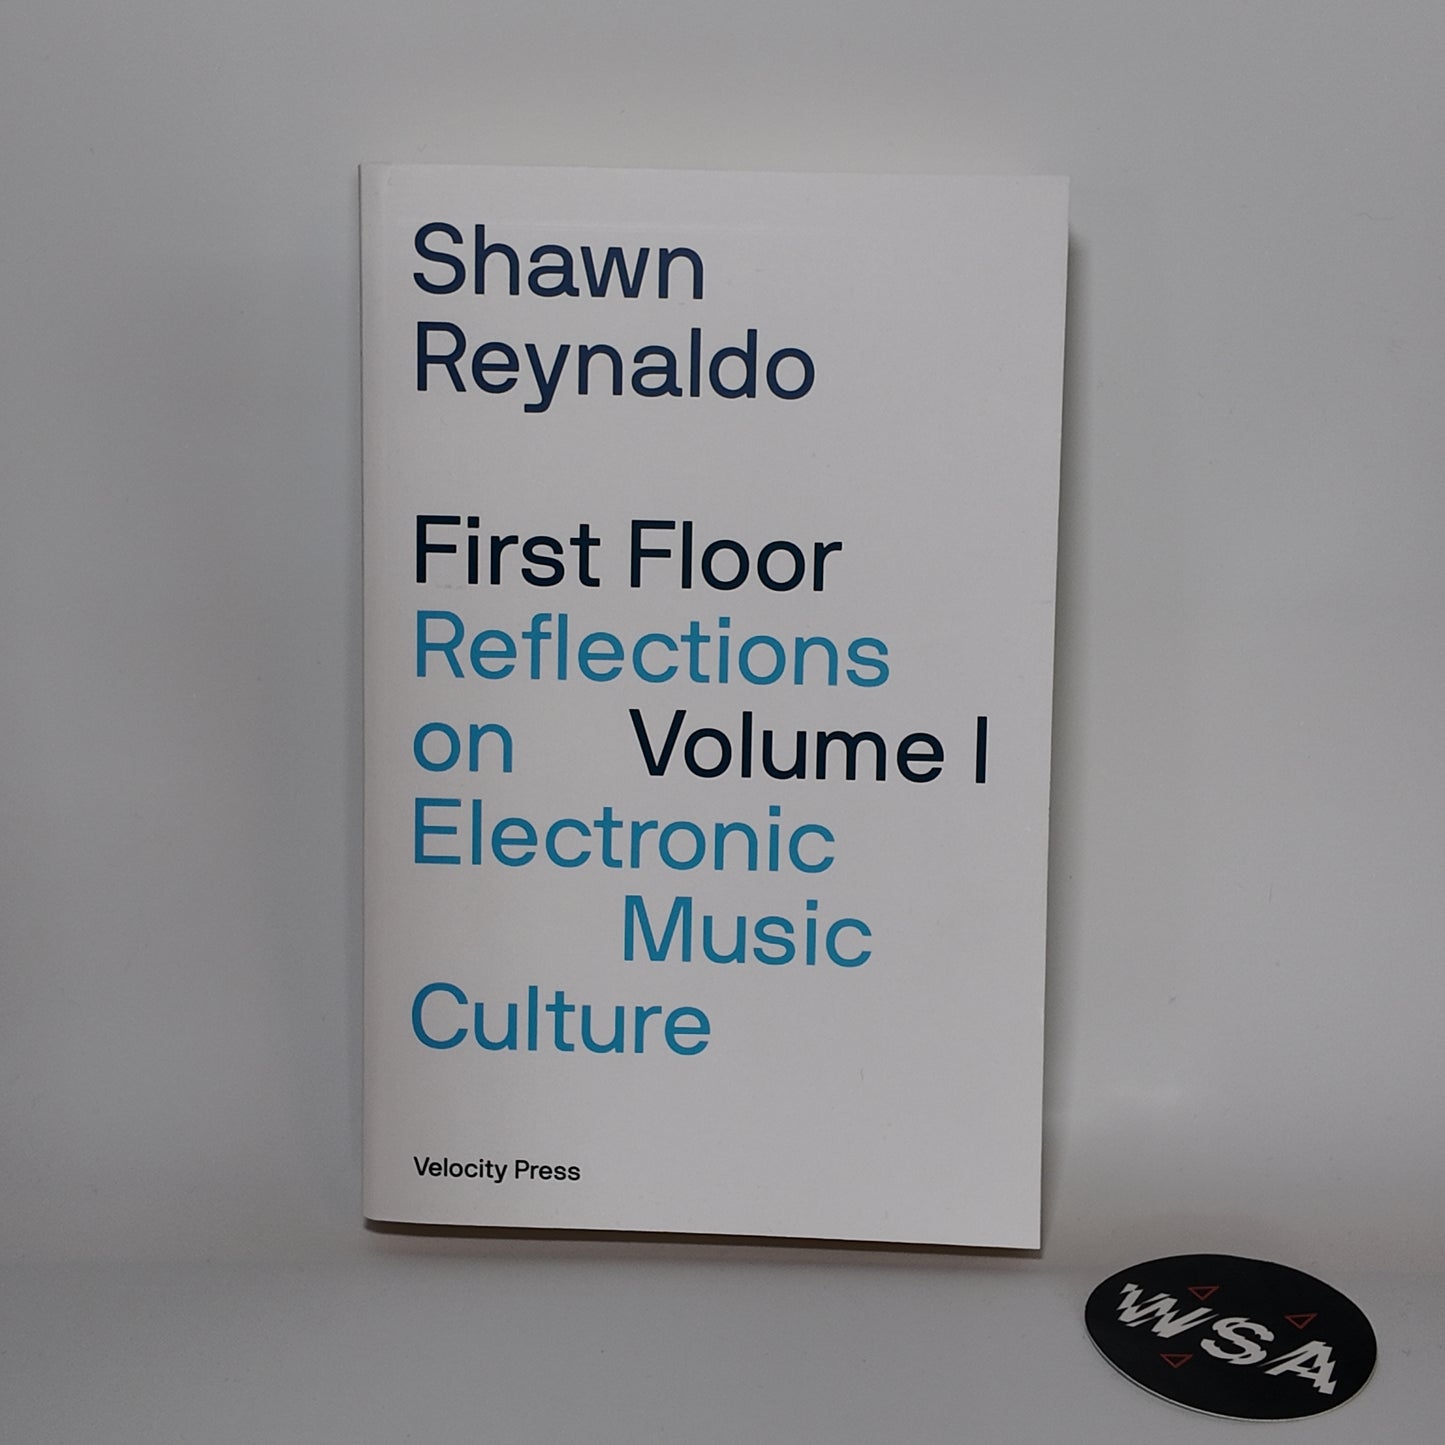 Shawn
Reynaldo
First Floor
Reflections
on Volume I
Electronic
Music
Culture
Velocity Press
WSA